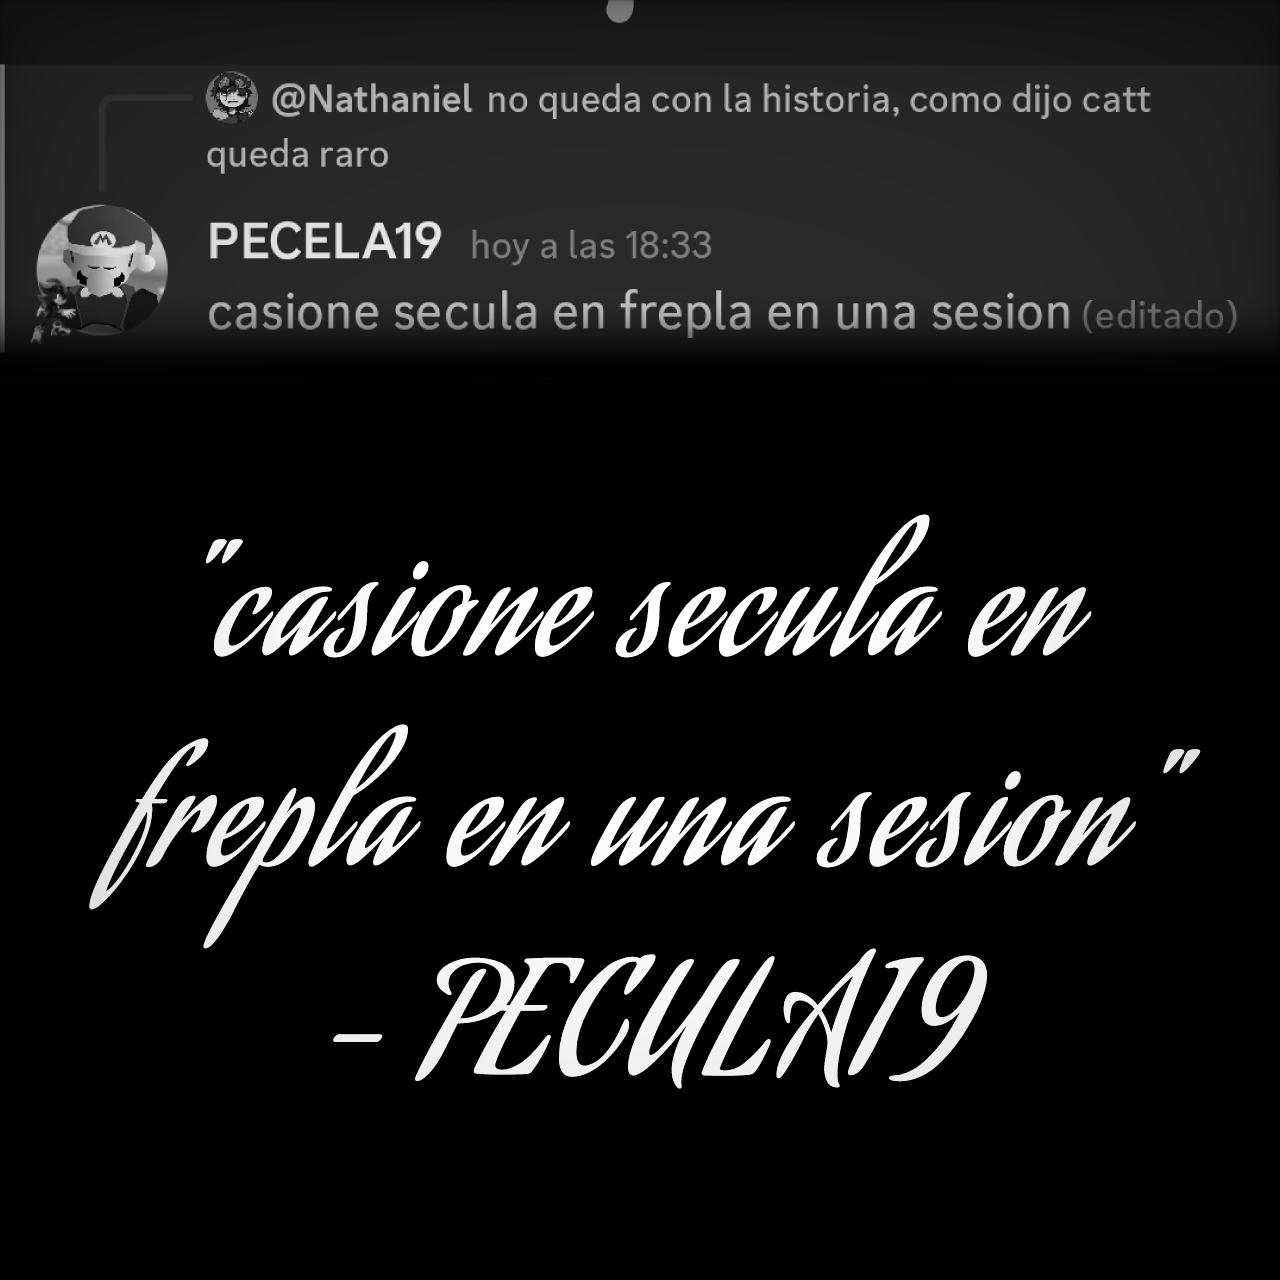 @Nathaniel no queda con la historia, como dijo catt
queda raro
PECELA19 hoy a las 18:33
casione secula en frepla en una sesion (editado)
"casione secula en
frepla en una sesion"
- PECULA19